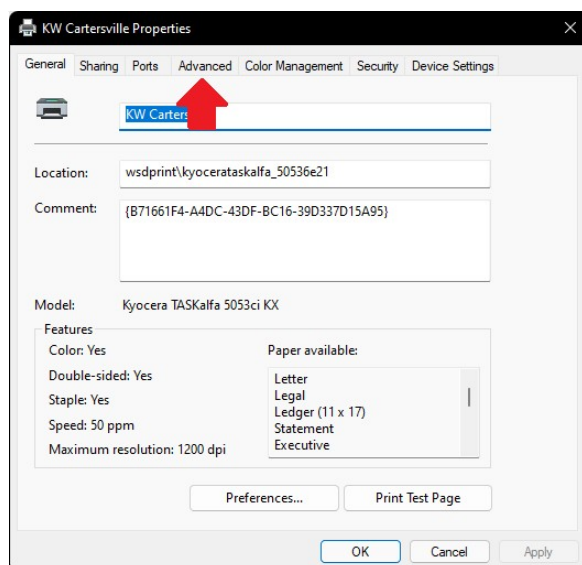 KW Cartersville Properties
General Sharing Ports Advanced Color Management Security Device Settings
KW Carters
Location: wsdprint\kyocerataskalfa_50536e21
Comment: {B71661F4-A4DC-43DF-BC16-39D337D15A95}
Model: Kyocera TASKalfa 5053ci KX
Features
Color: Yes
Paper available:
Double-sided: Yes
Staple: Yes
Speed: 50 ppm
Maximum resolution: 1200 dpi
Letter
Legal
Ledger (11 x 17)
Statement
Executive
Preferences... Print Test Page
OK Cancel Apply